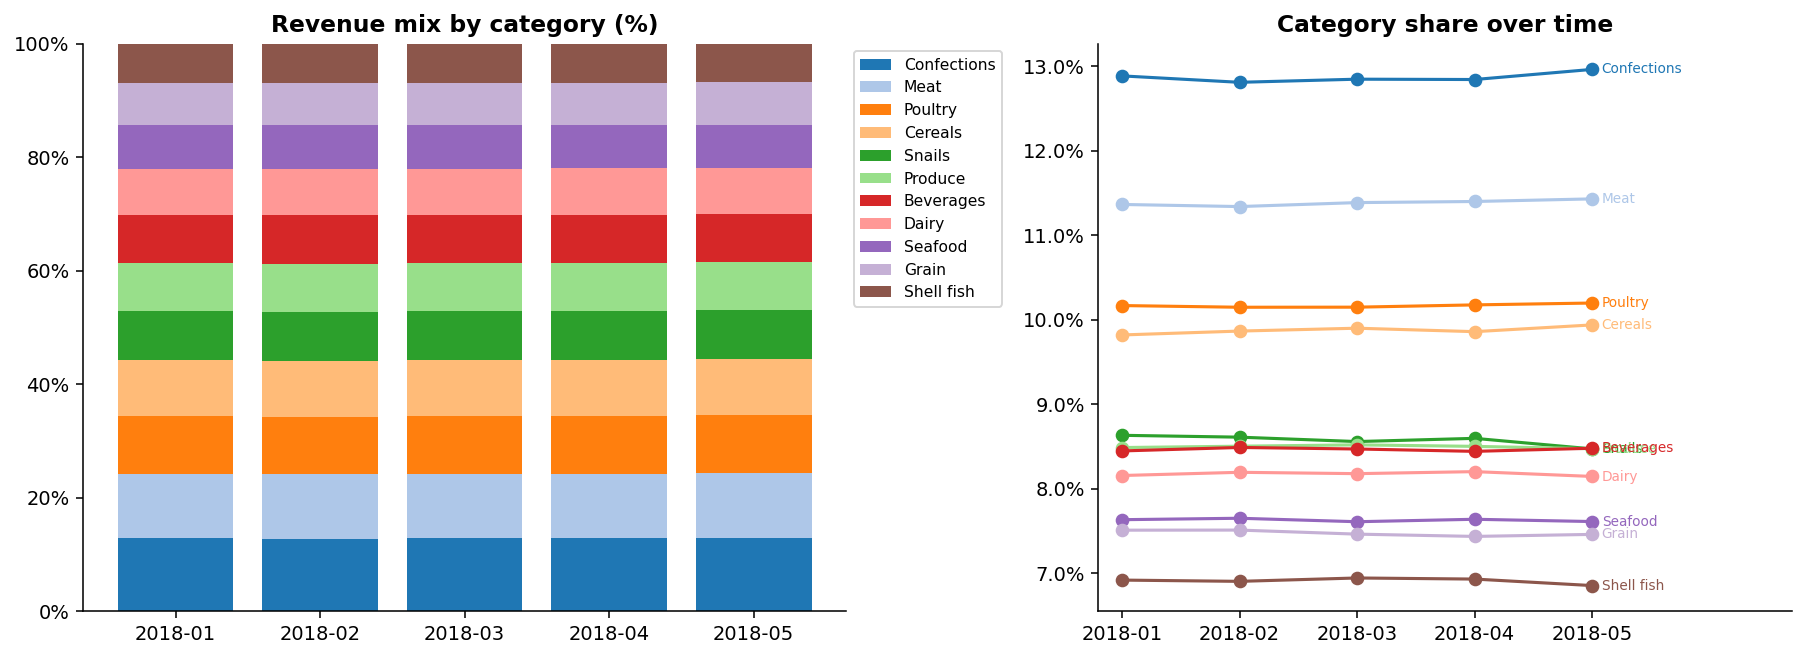 Revenue mix by category (%)
100%
80%
60%
40%
20%
0%
2018-01
2018-02
2018-03
2018-04
2018-05
Confections
Meat
Poultry
Cereals
Snails
Produce
Beverages
Dairy
Seafood
Grain
Shell fish
Category share over time
13.0%
12.0%
11.0%
10.0%
9.0%
8.0%
7.0%
2018-01
2018-02
2018-03
2018-04
2018-05
Confections
Meat
Poultry
Cereals
Beverages
Dairy
Seafood
Grain
Shell fish